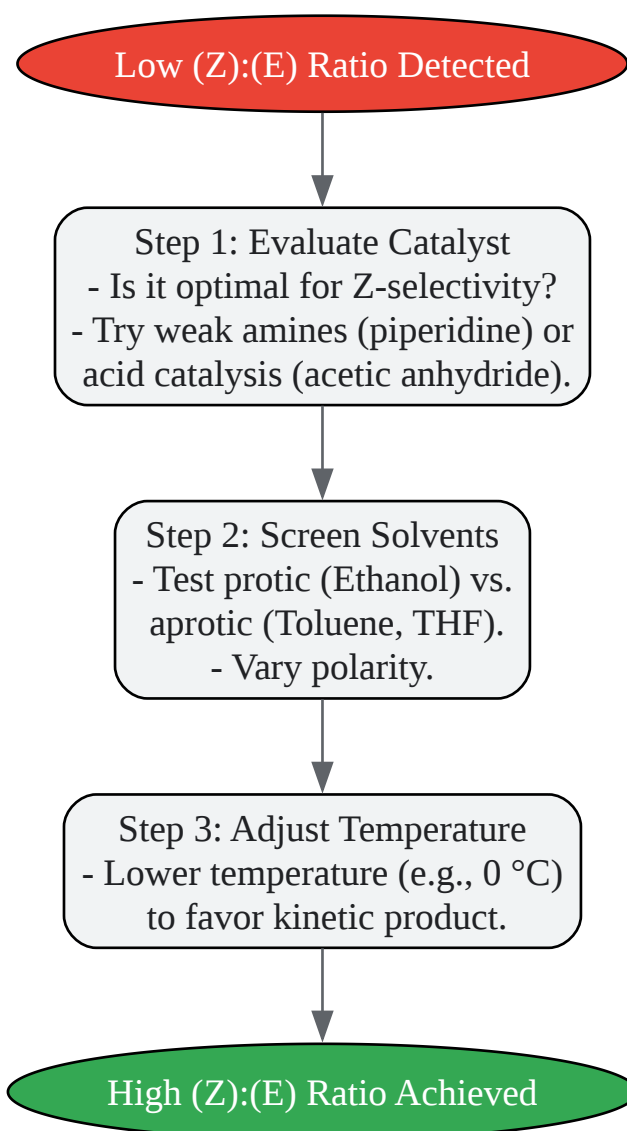 Low (Z):(E) Ratio Detected
Step 1: Evaluate Catalyst
- Is it optimal for Z-selectivity?
- Try weak amines (piperidine) or
acid catalysis (acetic anhydride).
Step 2: Screen Solvents
- Test protic (Ethanol) vs.
aprotic (Toluene, THF).
- Vary polarity.
Step 3: Adjust Temperature
- Lower temperature (e.g., 0 °C)
to favor kinetic product.
High (Z):(E) Ratio Achieved